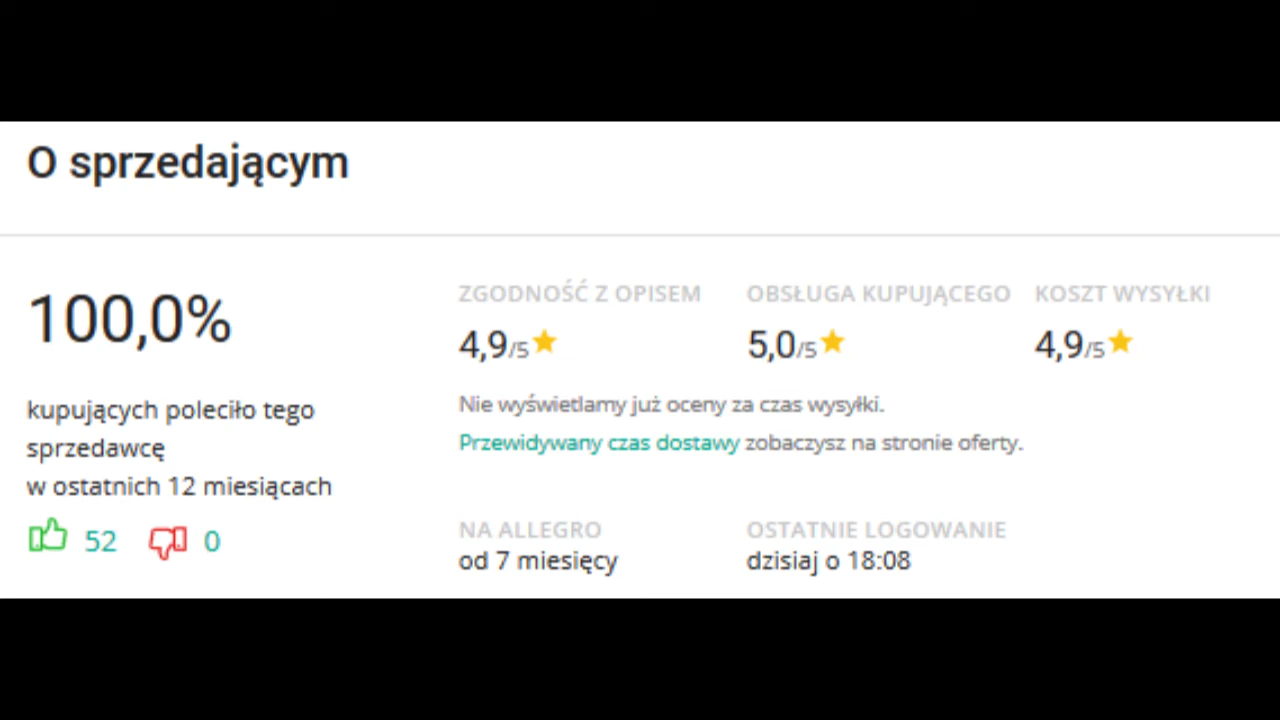 O sprzedającym
100,0%
kupujących poleciło tego
sprzedawcę
w ostatnich 12 miesiącach
52 0
ZGODNOŚĆ Z OPISEM
4,9/5
OBSŁUGA KUPUJĄCEGO
5,0/5
KOSZT WYSYŁKI
4,9/5
Nie wyświetlamy już oceny za czas wysyłki.
Przewidywany czas dostawy zobaczysz na stronie oferty.
NA ALLEGRO
od 7 miesięcy
OSTATNIE LOGOWANIE
dzisiaj o 18:08